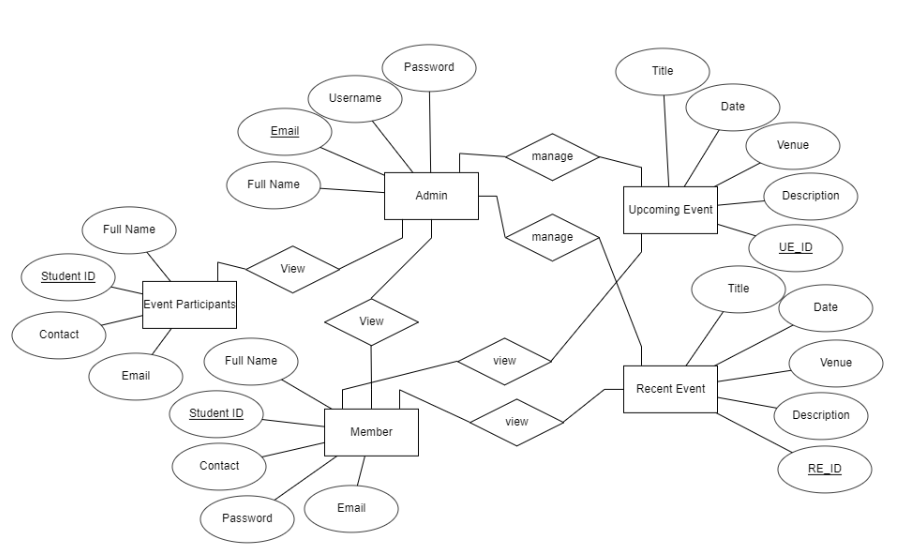 Password
Title
Username
Date
Email
Venue
manage
Full Name
Admin
Description
Upcoming Event
Full Name
manage
UE_ID
View
Student ID
Title
Event Participants
Date
View
Contact
Full Name
view
Venue
Email
Recent Event
Student ID
Description
view
Member
Contact
RE_ID
Email
Password